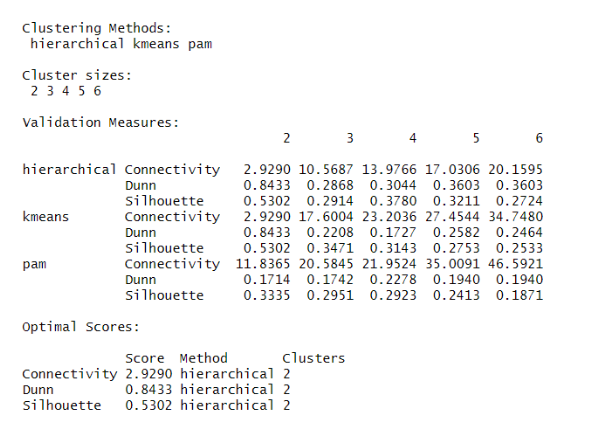 Clustering Methods:
hierarchical kmeans pam
Cluster sizes:
2 3 4 5 6
Validation Measures:
2 3 4 5 6
hierarchical Connectivity 2.9290 10.5687 13.9766 17.0306 20.1595
Dunn 0.8433 0.2868 0.3044 0.3603 0.3603
Silhouette 0.5302 0.2914 0.3780 0.3211 0.2724
kmeans Connectivity 2.9290 17.6004 23.2036 27.4544 34.7480
Dunn 0.8433 0.2208 0.1727 0.2582 0.2464
Silhouette 0.5302 0.3471 0.3143 0.2753 0.2533
pam Connectivity 11.8365 20.5845 21.9524 35.0091 46.5921
Dunn 0.1714 0.1742 0.2278 0.1940 0.1940
Silhouette 0.3335 0.2951 0.2923 0.2413 0.1871
Optimal Scores:
Score Method Clusters
Connectivity 2.9290 hierarchical 2
Dunn 0.8433 hierarchical 2
Silhouette 0.5302 hierarchical 2